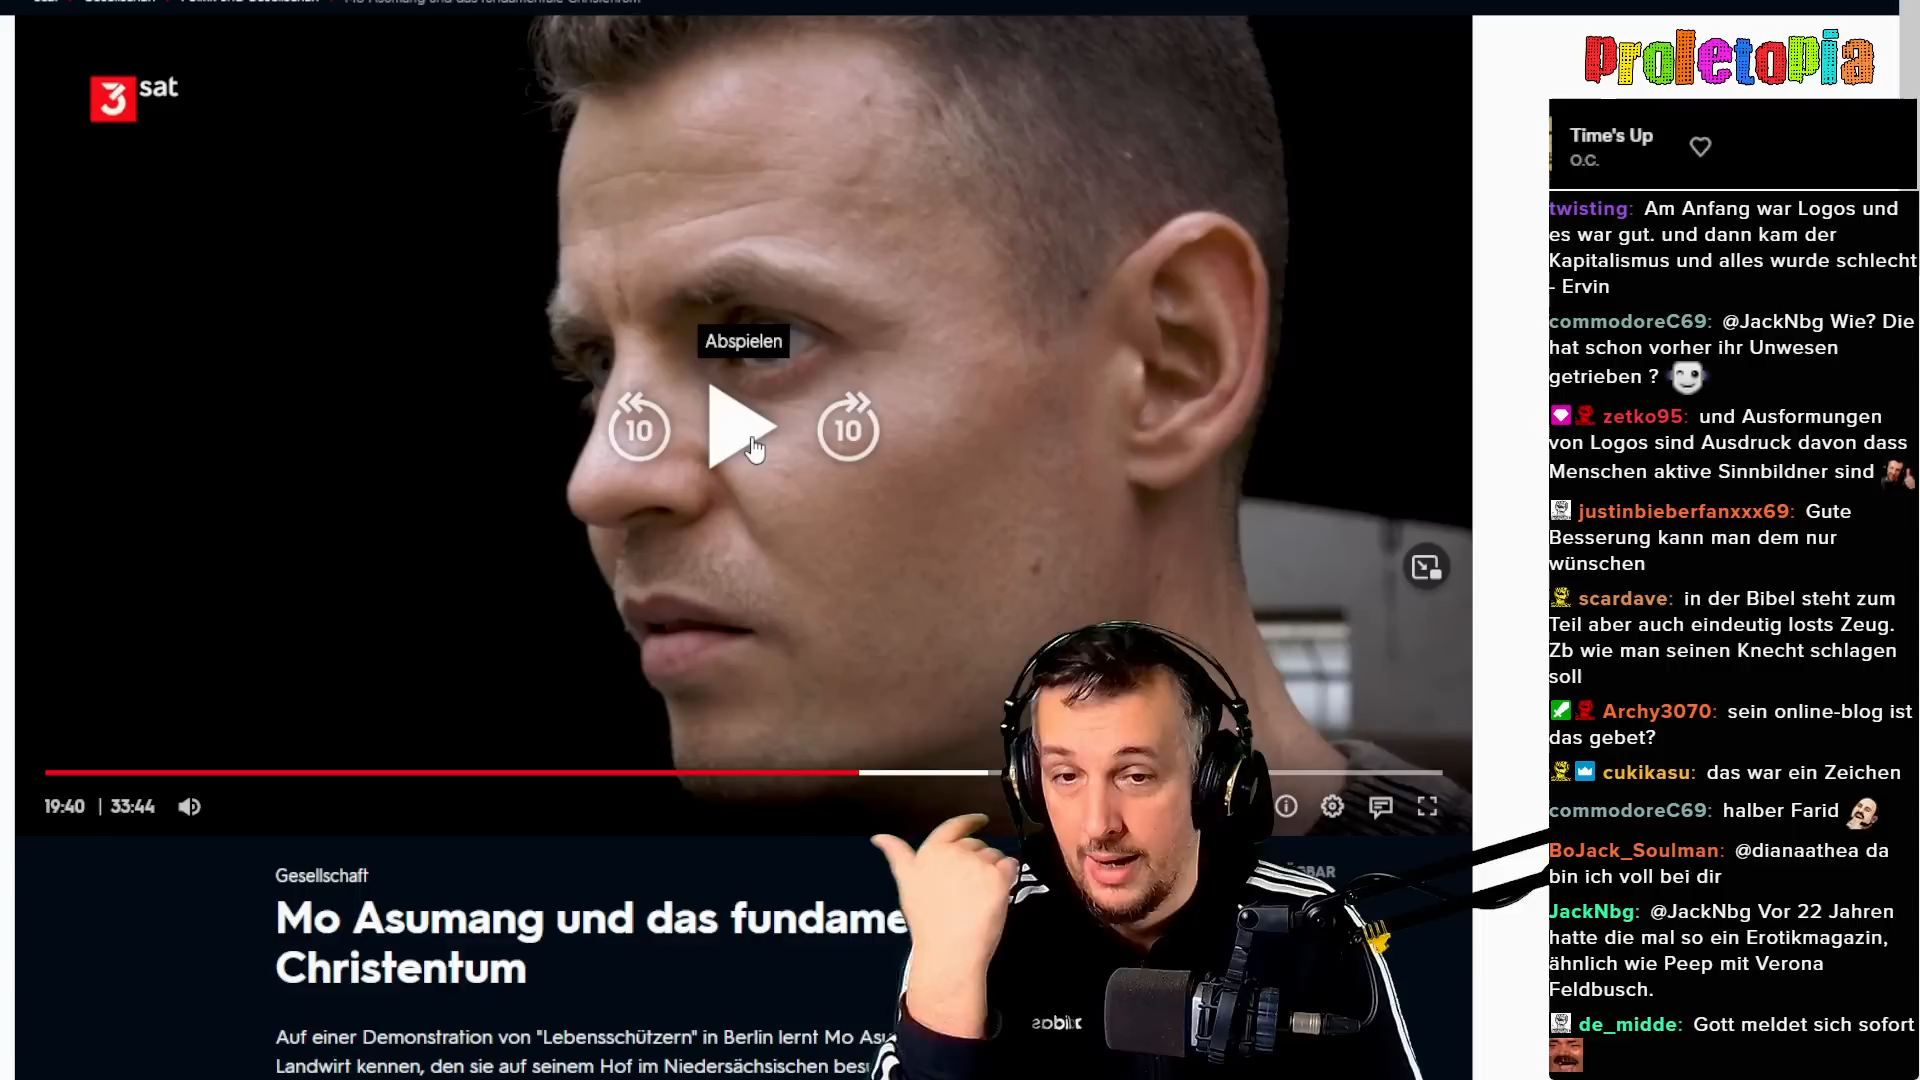 Mo Asumang und das fundamentale Christentum
3sat
Proletopia
Time's Up
O.C.
twisting: Am Anfang war Logos und
es war gut. und dann kam der
Kapitalismus und alles wurde schlecht
- Ervin
commodoreC69: @JackNbg Wie? Die
hat schon vorher ihr Unwesen
getrieben ?
zetko95: und Ausformungen
von Logos sind Ausdruck davon dass
Menschen aktive Sinnbildner sind
justinbieberfanxxx69: Gute
Besserung kann man dem nur
wünschen
scardave: in der Bibel steht zum
Teil aber auch eindeutig losts Zeug.
Zb wie man seinen Knecht schlagen
soll
Archy3070: sein online-blog ist
das gebet?
cukikasu: das war ein Zeichen
commodoreC69: halber Farid
BoJack_Soulman: @dianaathea da
bin ich voll bei dir
JackNbg: @JackNbg Vor 22 Jahren
hatte die mal so ein Erotikmagazin,
ähnlich wie Peep mit Verona
Feldbusch.
de_midde: Gott meldet sich sofort
Abspielen
10
10
19:40 | 33:44
Gesellschaft
Mo Asumang und das fundame
Christentum
Auf einer Demonstration von "Lebensschützern" in Berlin lernt Mo Asu
Landwirt kennen, den sie auf seinem Hof im Niedersächsischen bes